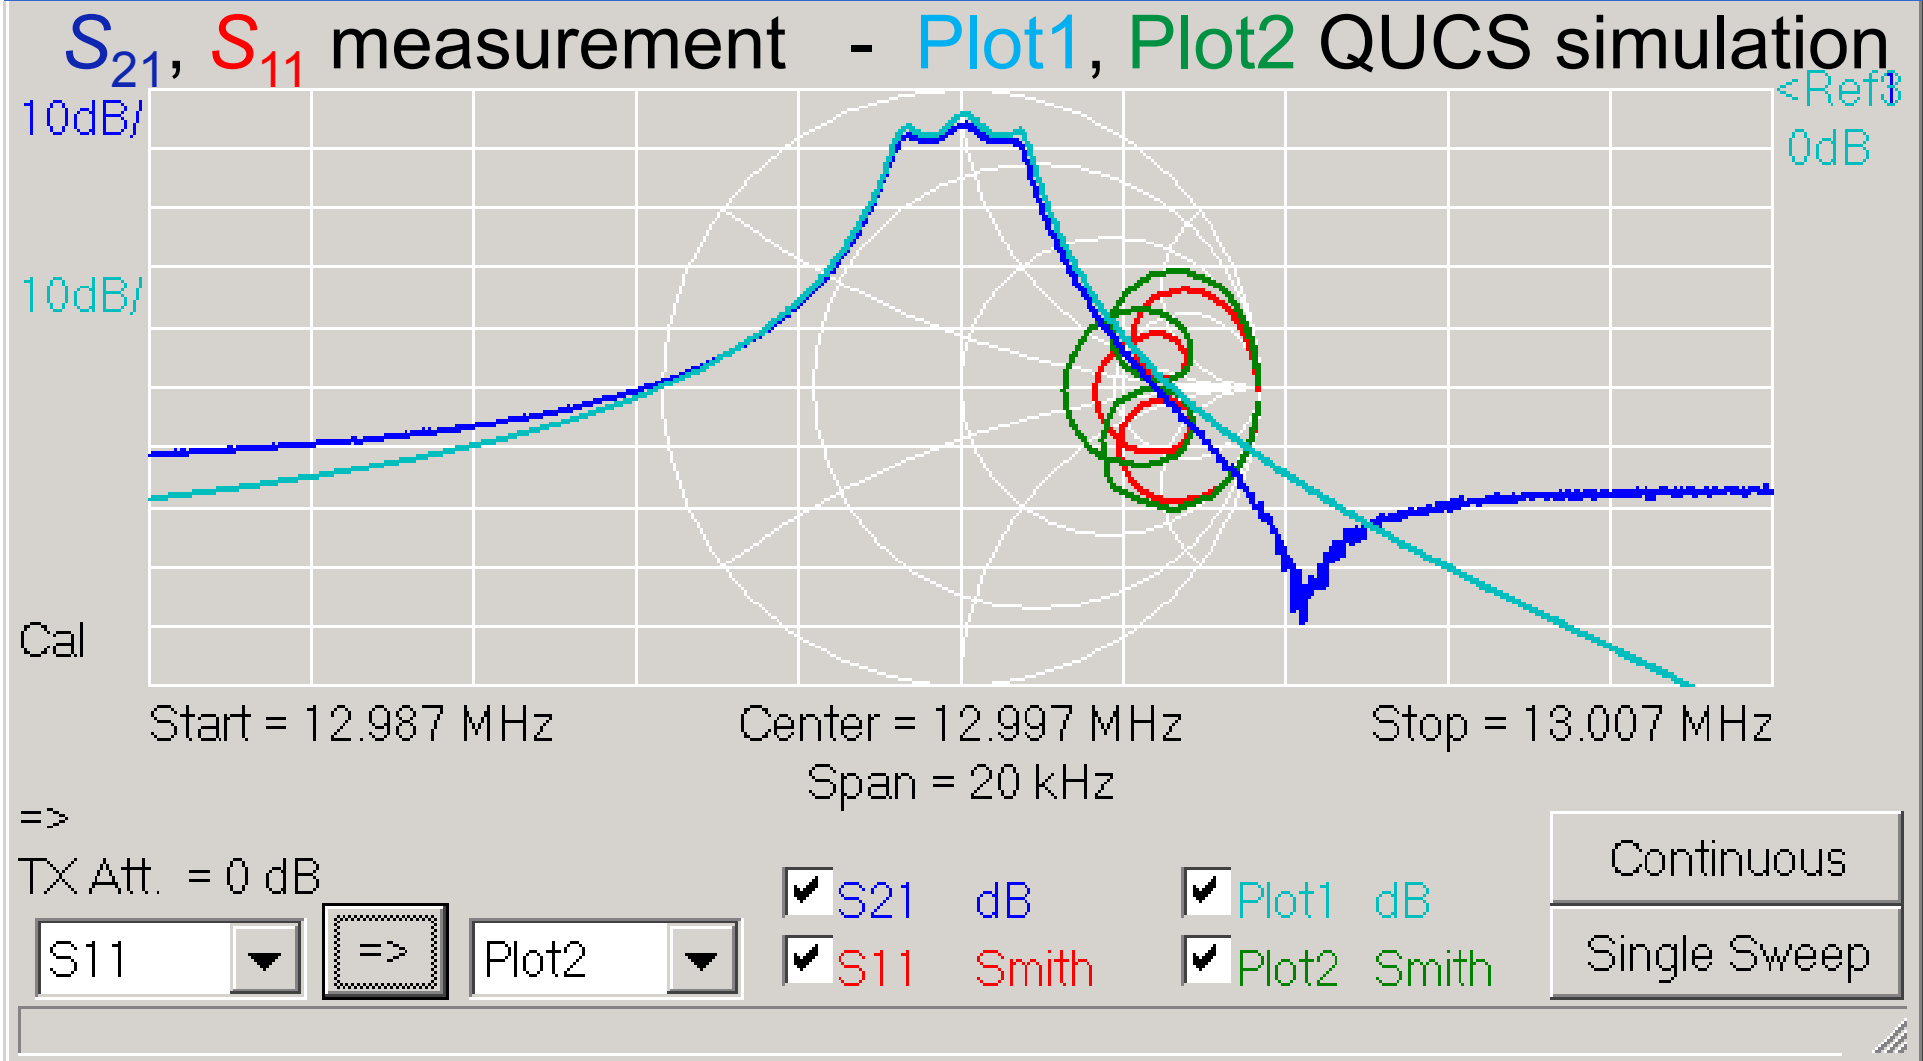 S21, S11 measurement - Plot1, Plot2 QUCS simulation
10dB/
<Ref3
0dB
10dB/
Cal
Start = 12.987 MHz Center = 12.997 MHz Stop = 13.007 MHz
Span = 20 kHz
=>
TX Att. = 0 dB
Continuous
S21 dB Plot1 dB
S11 => Plot2
S11 Smith Plot2 Smith
Single Sweep